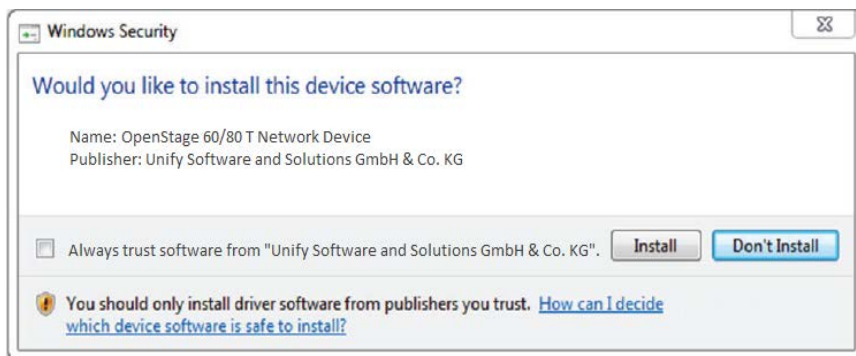 Windows Security
Would you like to install this device software?
Name: OpenStage 60/80 T Network Device
Publisher: Unify Software and Solutions GmbH & Co. KG
Always trust software from "Unify Software and Solutions GmbH & Co. KG". Install Don't Install
You should only install driver software from publishers you trust. How can I decide
which device software is safe to install?